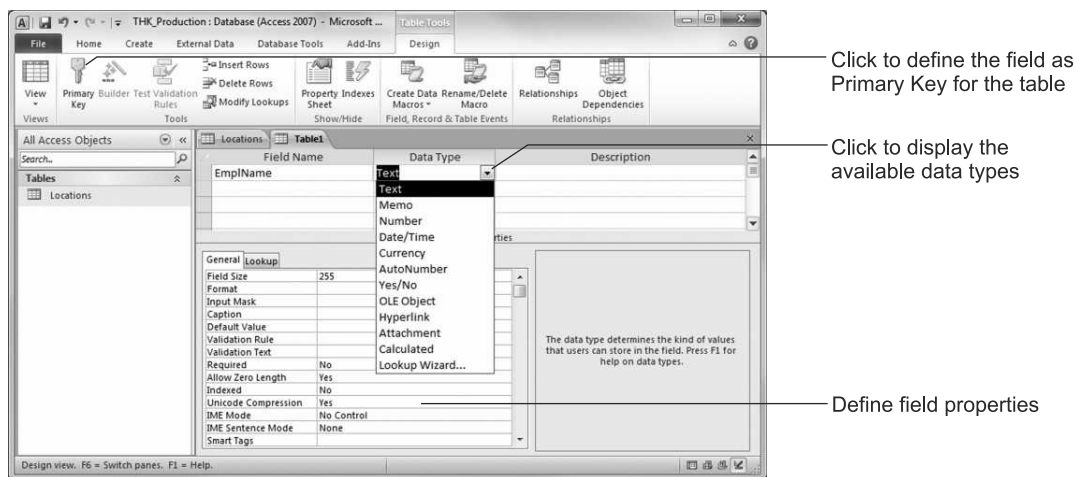 THK_Production : Database (Access 2007) - Microsoft ...
Table Tools
File Home Create External Data Database Tools Add-Ins Design
View
Primary Key
Builder
Test Validation Rules
Insert Rows
Delete Rows
Modify Lookups
Property Sheet
Indexes
Create Data Macros
Rename/Delete Macro
Relationships
Object Dependencies
Views Tools Show/Hide Field, Record & Table Events Relationships
Click to define the field as
Primary Key for the table
All Access Objects
Search..
Tables
Locations
Locations Table1
Field Name Data Type Description
EmplName Text
Click to display the
available data types
Text
Memo
Number
Date/Time
Currency
AutoNumber
Yes/No
OLE Object
Hyperlink
Attachment
Calculated
Lookup Wizard...
rties
General Lookup
Field Size 255
Format
Input Mask
Caption
Default Value
Validation Rule
Validation Text
Required No
Allow Zero Length Yes
Indexed No
Unicode Compression Yes
IME Mode No Control
IME Sentence Mode None
Smart Tags
The data type determines the kind of values
that users can store in the field. Press F1 for
help on data types.
Define field properties
Design view. F6 = Switch panes. F1 = Help.